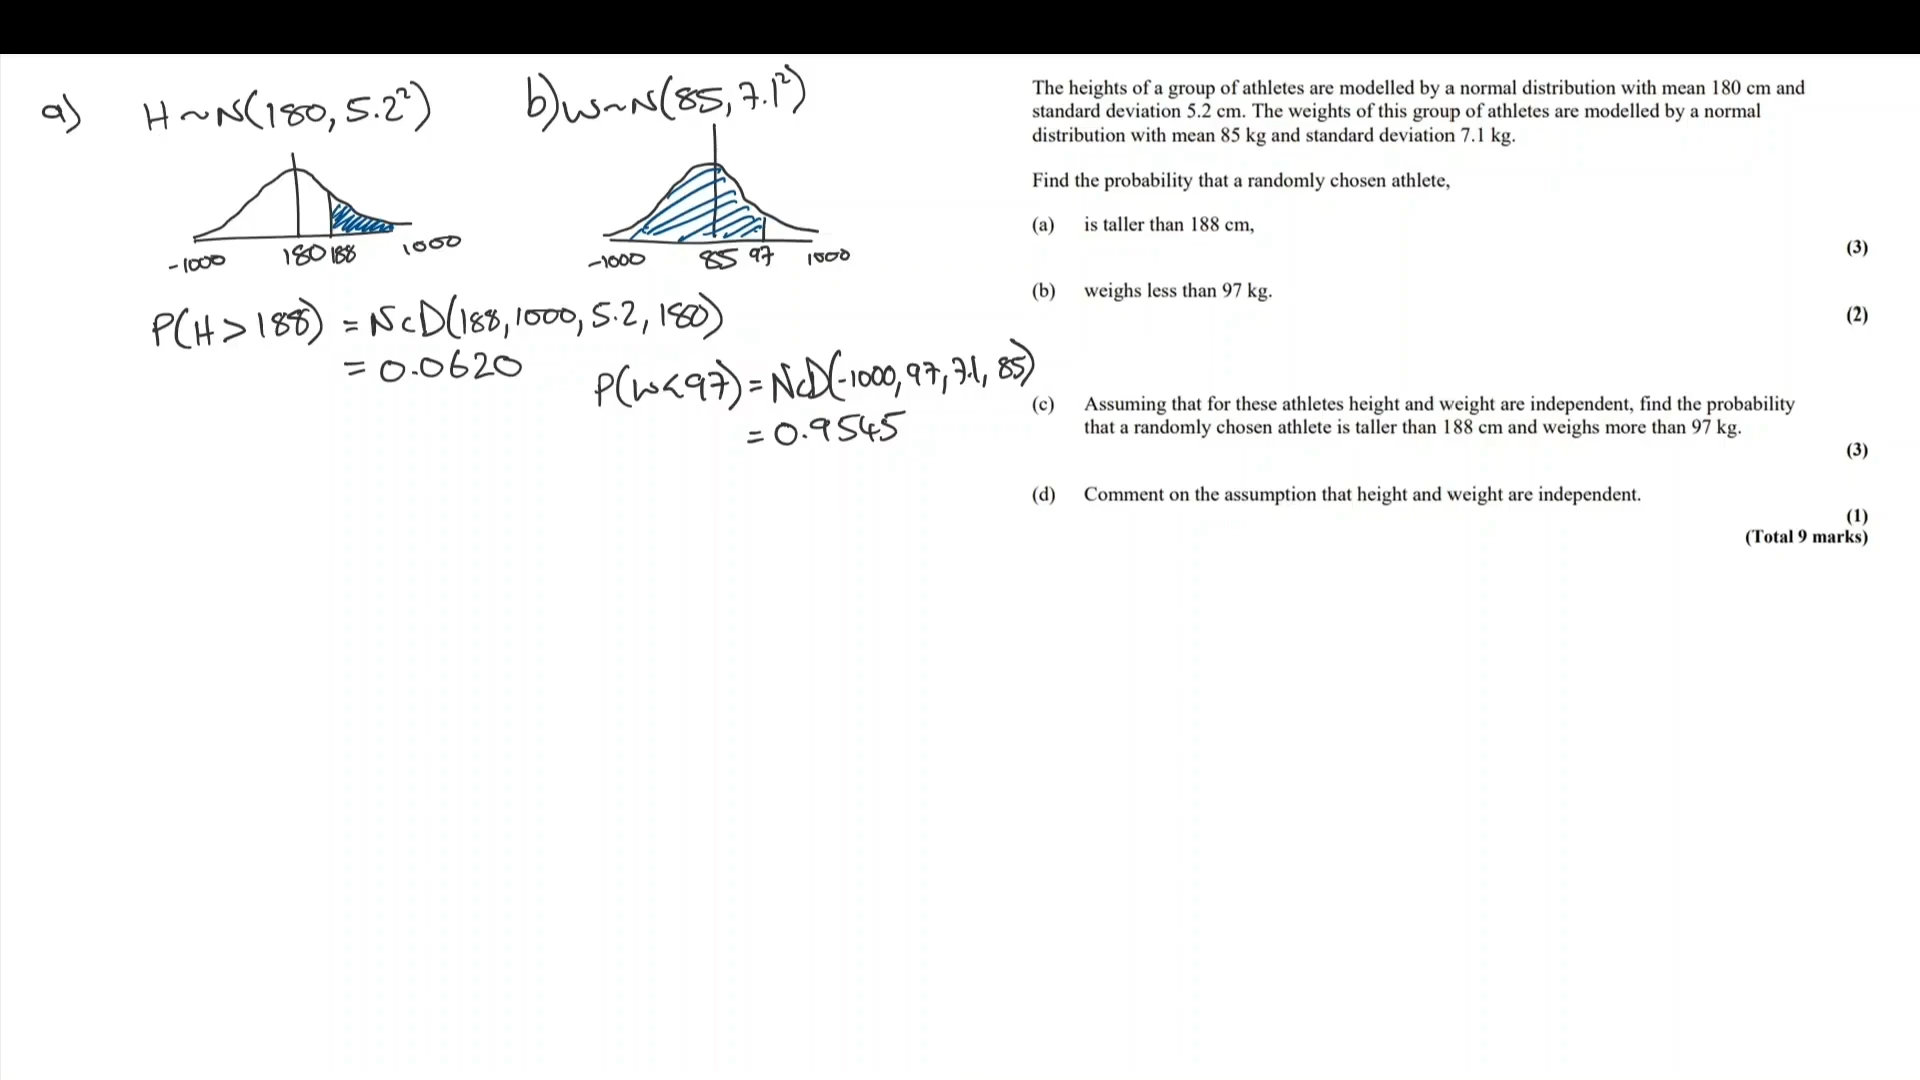 a) H~N(180, 5.2²)
-1000 180 188 1000
P(H>188) = NCD(188, 1000, 5.2, 180)
= 0.0620
b) W~N(85, 7.1²)
-1000 85 97 1000
P(W<97) = NCD(-1000, 97, 7.1, 85)
= 0.9545
The heights of a group of athletes are modelled by a normal distribution with mean 180 cm and
standard deviation 5.2 cm. The weights of this group of athletes are modelled by a normal
distribution with mean 85 kg and standard deviation 7.1 kg.
Find the probability that a randomly chosen athlete,
(a) is taller than 188 cm,
(3)
(b) weighs less than 97 kg.
(2)
(c) Assuming that for these athletes height and weight are independent, find the probability
that a randomly chosen athlete is taller than 188 cm and weighs more than 97 kg.
(3)
(d) Comment on the assumption that height and weight are independent.
(1)
(Total 9 marks)